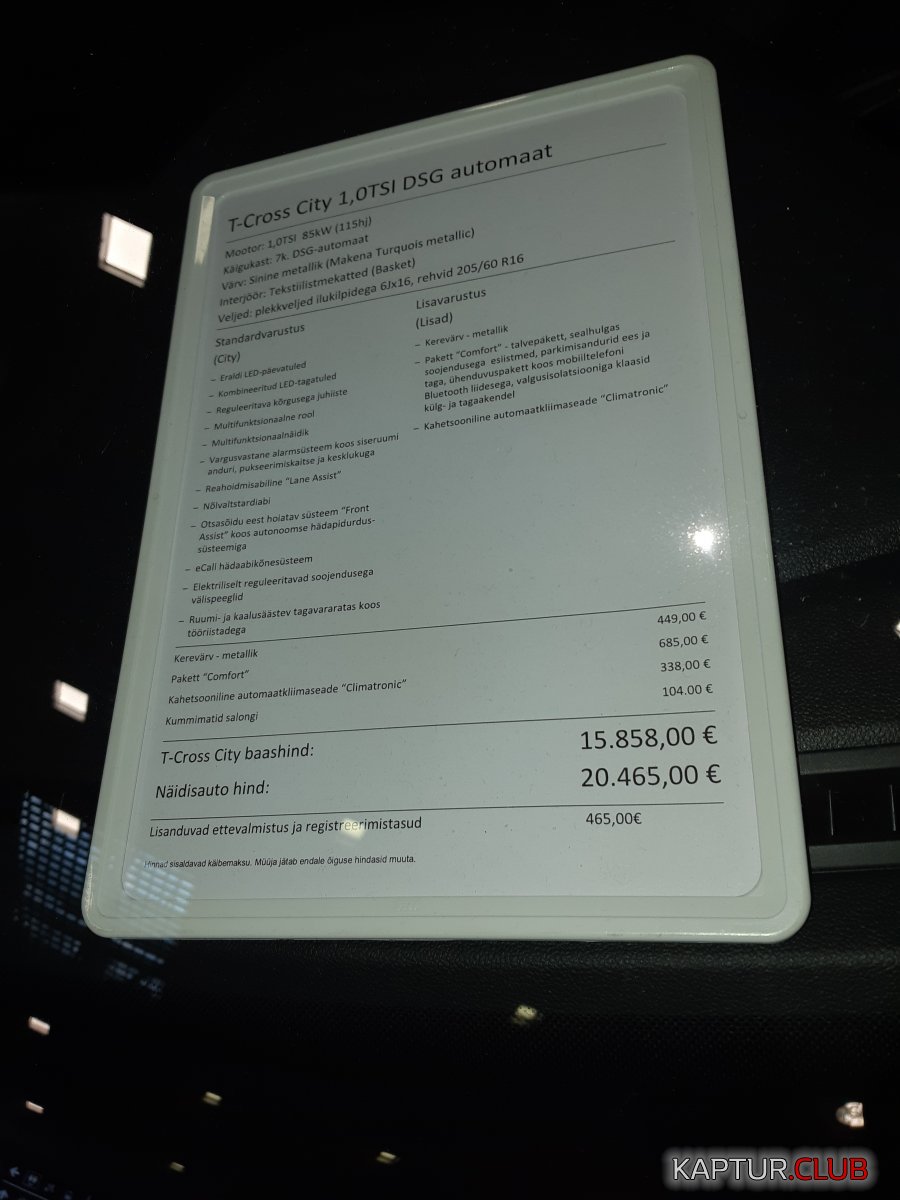 T-Cross City 1,0TSI DSG automaat
Mootor: 1,0TSI 85kW (115hj)
Käigukast: 7k. DSG-automaat
Värv: Sinine metallik (Makena Turquois metallic)
Interjöör: Tekstiilistmekatted (Basket)
Veljed: plekkveljed ilukilpidega 6Jx16, rehvid 205/60 R16
Standardvarustus
(City)
– Eraldi LED-päevatuled
– Kombineeritud LED-tagatuled
– Reguleeritava kõrgusega juhiiste
– Multifunktsionaalne rool
– Multifunktsionaalnäidik
– Vargusvastane alarmsüsteem koos siseruumi
anduri, pukseerimiskaitse ja kesklukuga
– Reahoidmisabiline "Lane Assist"
– Nõlvaltstardiabi
– Otsasõidu eest hoiatav süsteem "Front
Assist" koos autonoomse hädapidurdus-
süsteemiga
– eCall hädaabikõnesüsteem
– Elektriliselt reguleeritavad soojendusega
välispeeglid
– Ruumi- ja kaalusäästev tagavararatas koos
tööriistadega
Lisavarustus
(Lisad)
– Kerevärv - metallik
– Pakett "Comfort" - talvepakett, sealhulgas
soojendusega esiistmed, parkimisandurid ees ja
taga, ühenduvuspakett koos mobiiltelefoni
Bluetooth liidesega, valgusisolatsiooniga klaasid
külg- ja tagaakendel
– Kahetsooniline automaatkliimaseade "Climatronic"
Kerevärv - metallik 449,00 €
Pakett "Comfort" 685,00 €
Kahetsooniline automaatkliimaseade "Climatronic" 338,00 €
Kummimatid salongi 104.00 €
T-Cross City baashind: 15.858,00 €
Näidisauto hind: 20.465,00 €
Lisanduvad ettevalmistus ja registreerimistasud 465,00€
Hinnad sisaldavad käibemaksu. Müüja jätab endale õiguse hindasid muuta.
KAPTUR.CLUB